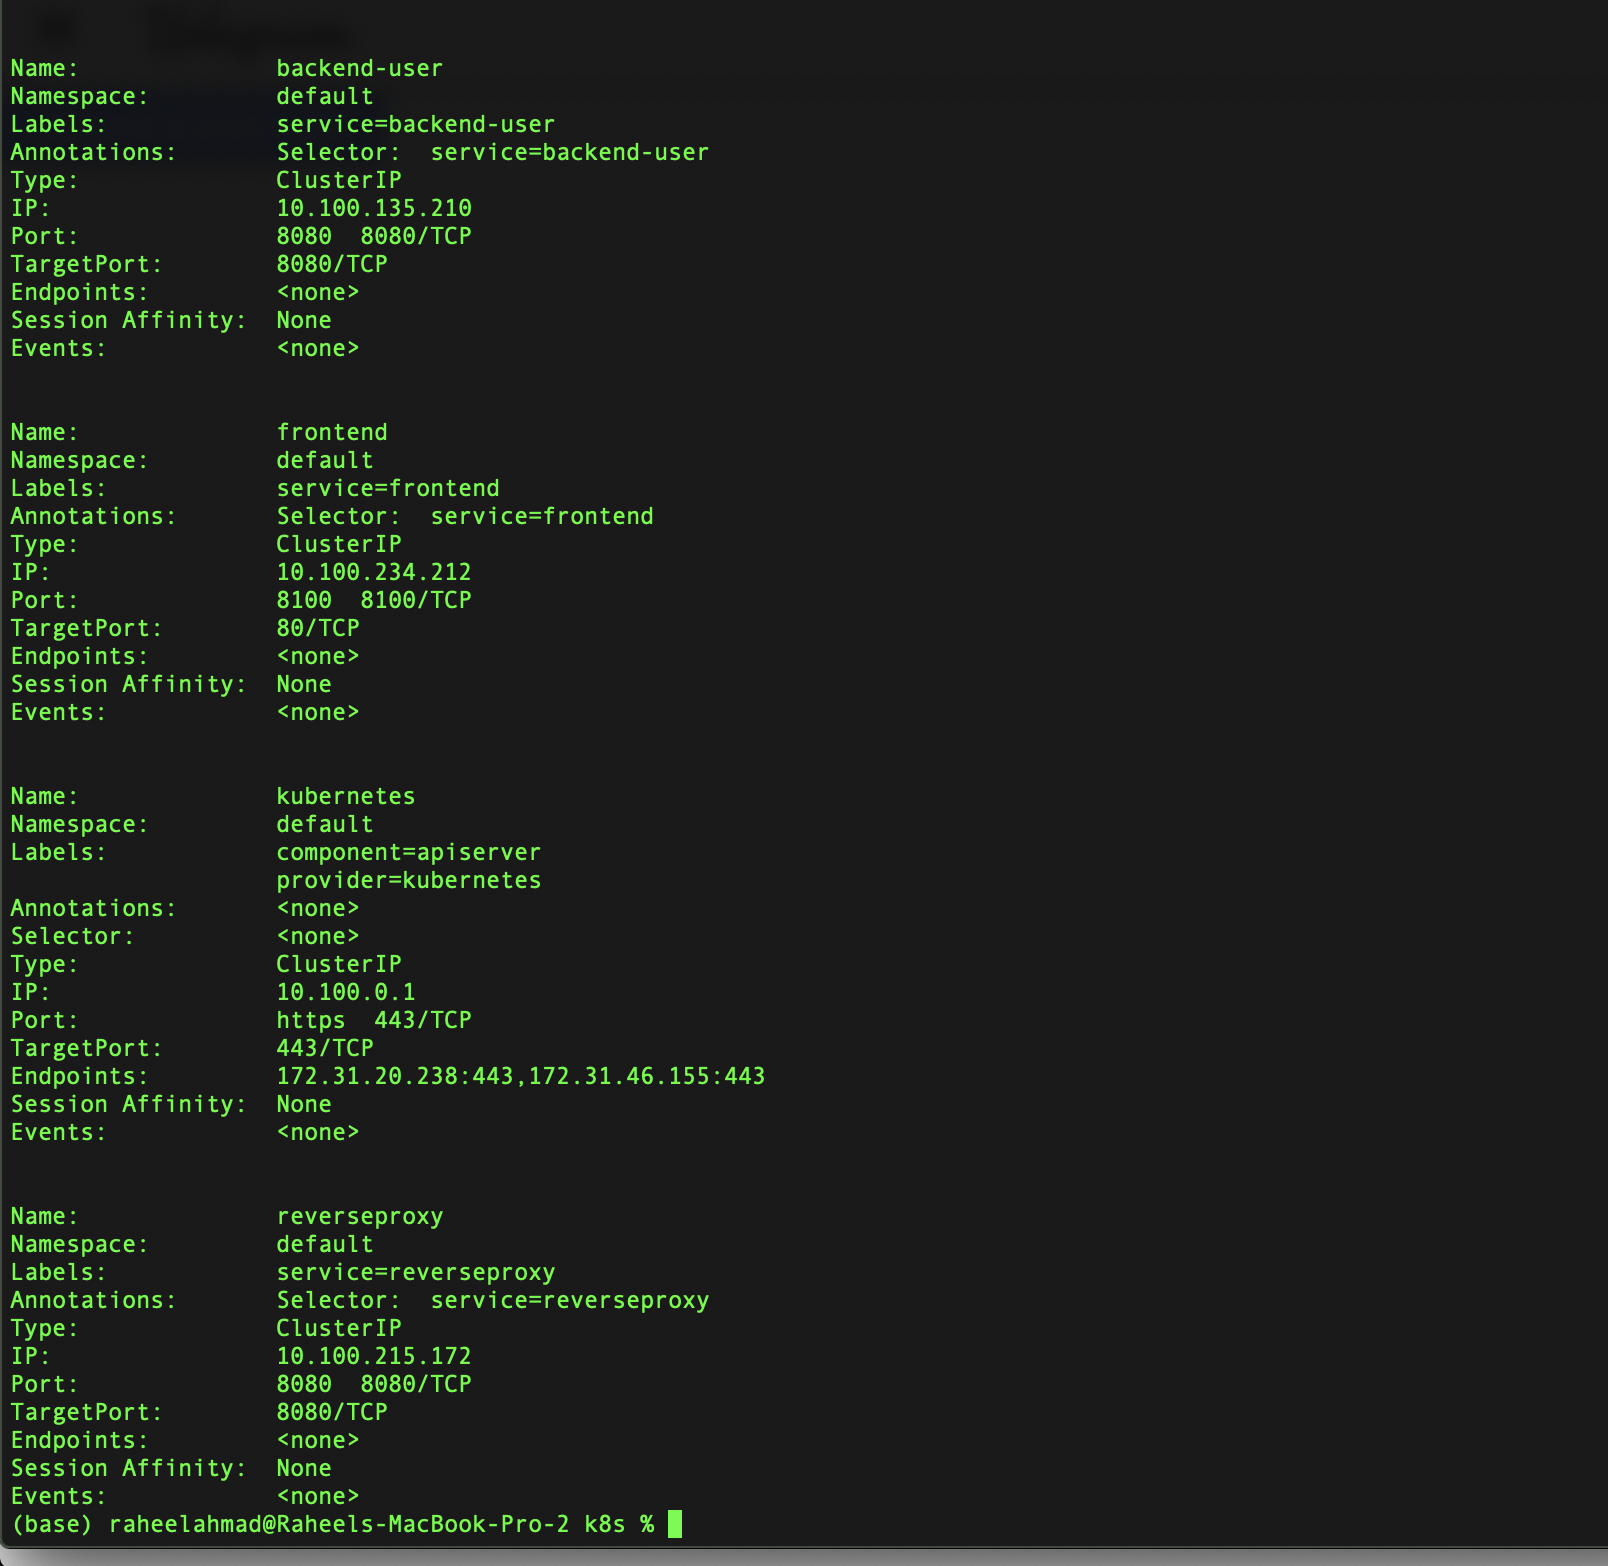 Name:              backend-user
Namespace:         default
Labels:            service=backend-user
Annotations:       Selector:  service=backend-user
Type:              ClusterIP
IP:                10.100.135.210
Port:              8080  8080/TCP
TargetPort:        8080/TCP
Endpoints:         <none>
Session Affinity:  None
Events:            <none>
Name:              frontend
Namespace:         default
Labels:            service=frontend
Annotations:       Selector:  service=frontend
Type:              ClusterIP
IP:                10.100.234.212
Port:              8100  8100/TCP
TargetPort:        80/TCP
Endpoints:         <none>
Session Affinity:  None
Events:            <none>
Name:              kubernetes
Namespace:         default
Labels:            component=apiserver
                   provider=kubernetes
Annotations:       <none>
Selector:          <none>
Type:              ClusterIP
IP:                10.100.0.1
Port:              https  443/TCP
TargetPort:        443/TCP
Endpoints:         172.31.20.238:443,172.31.46.155:443
Session Affinity:  None
Events:            <none>
Name:              reverseproxy
Namespace:         default
Labels:            service=reverseproxy
Annotations:       Selector:  service=reverseproxy
Type:              ClusterIP
IP:                10.100.215.172
Port:              8080  8080/TCP
TargetPort:        8080/TCP
Endpoints:         <none>
Session Affinity:  None
Events:            <none>
(base) raheelahmad@Raheels-MacBook-Pro-2 k8s %